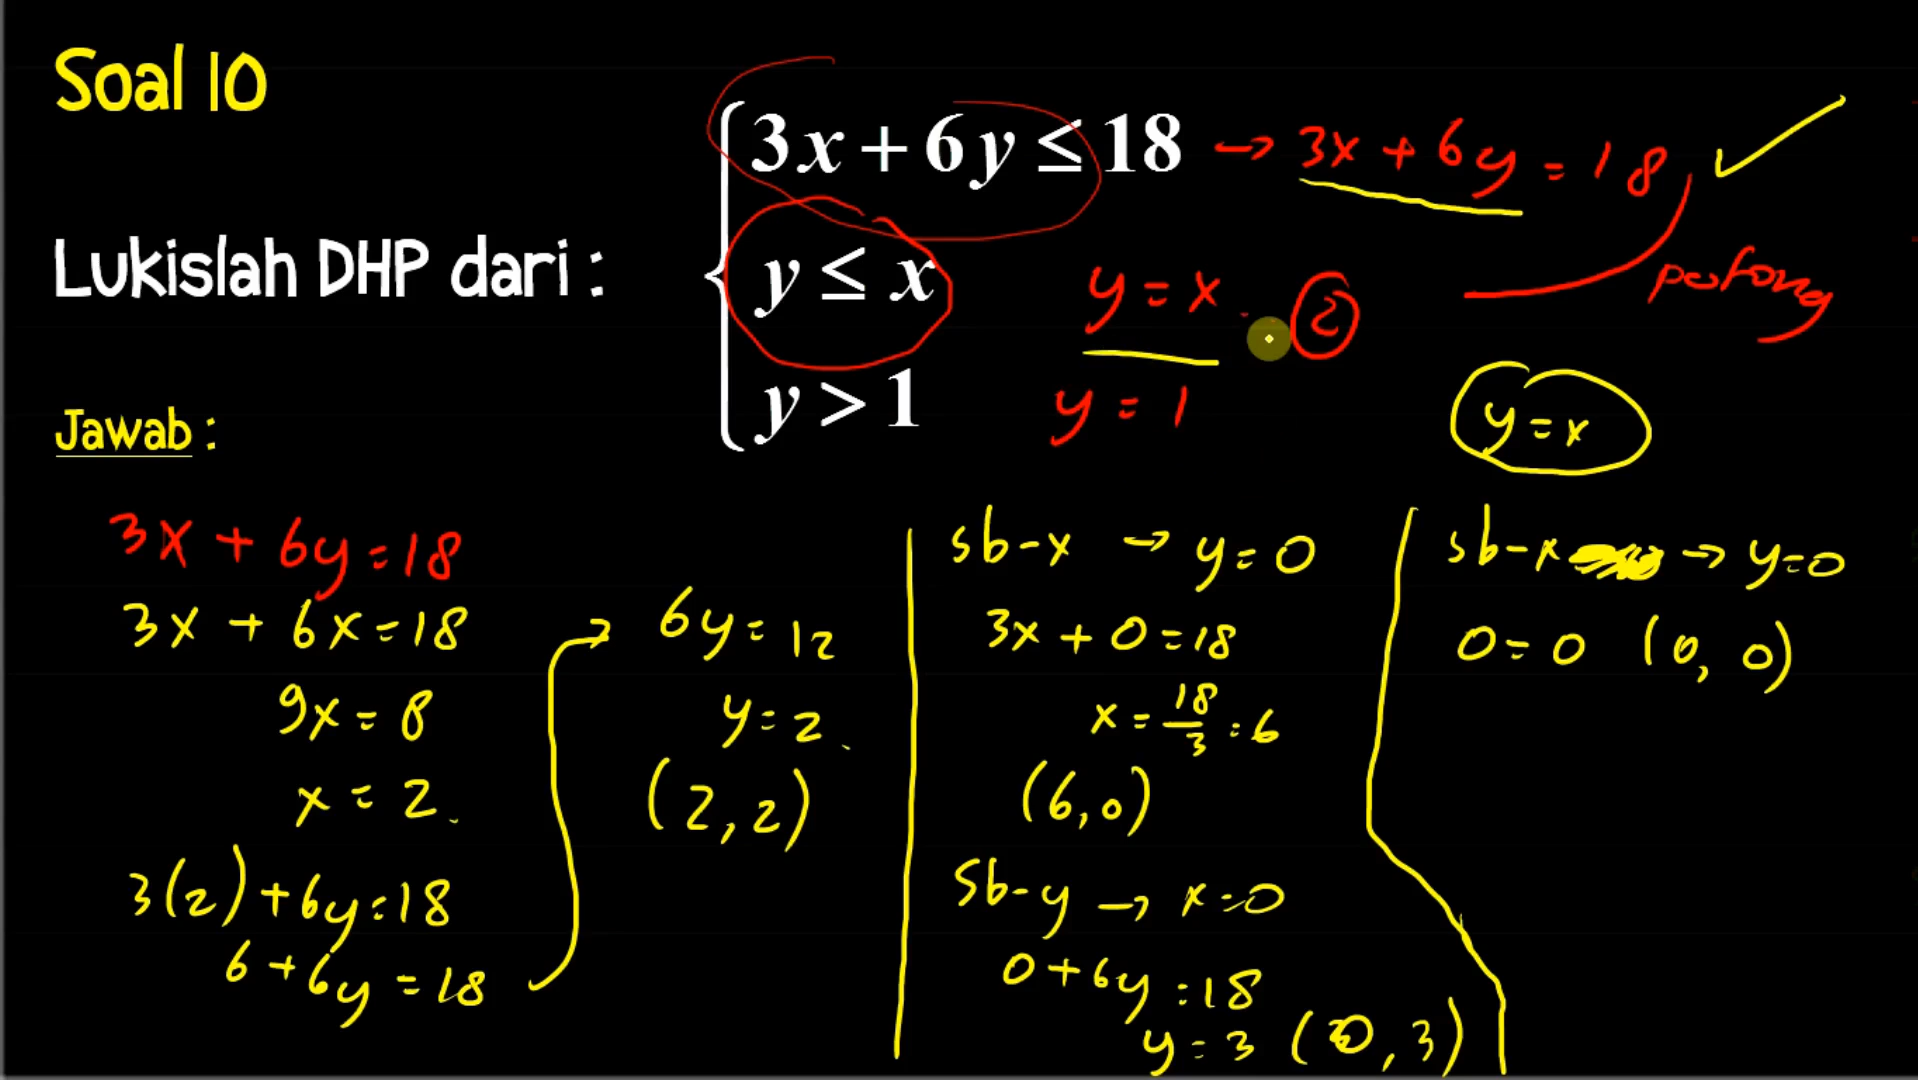 Soal 10
3x + 6y ≤ 18 → 3x + 6y = 18
Lukislah DHP dari :
y ≤ x
y = x
2
potong
y > 1
y = 1
y = x
Jawab :
3x + 6y = 18
3x + 6x = 18
9x = 8
x = 2
3(2) + 6y = 18
6 + 6y = 18
6y = 12
y = 2
(2, 2)
sb-x → y = 0
3x + 0 = 18
x = 18/3 = 6
(6, 0)
Sb-y → x = 0
0 + 6y = 18
y = 3 (0, 3)
sb-x → y = 0
0 = 0 (0, 0)